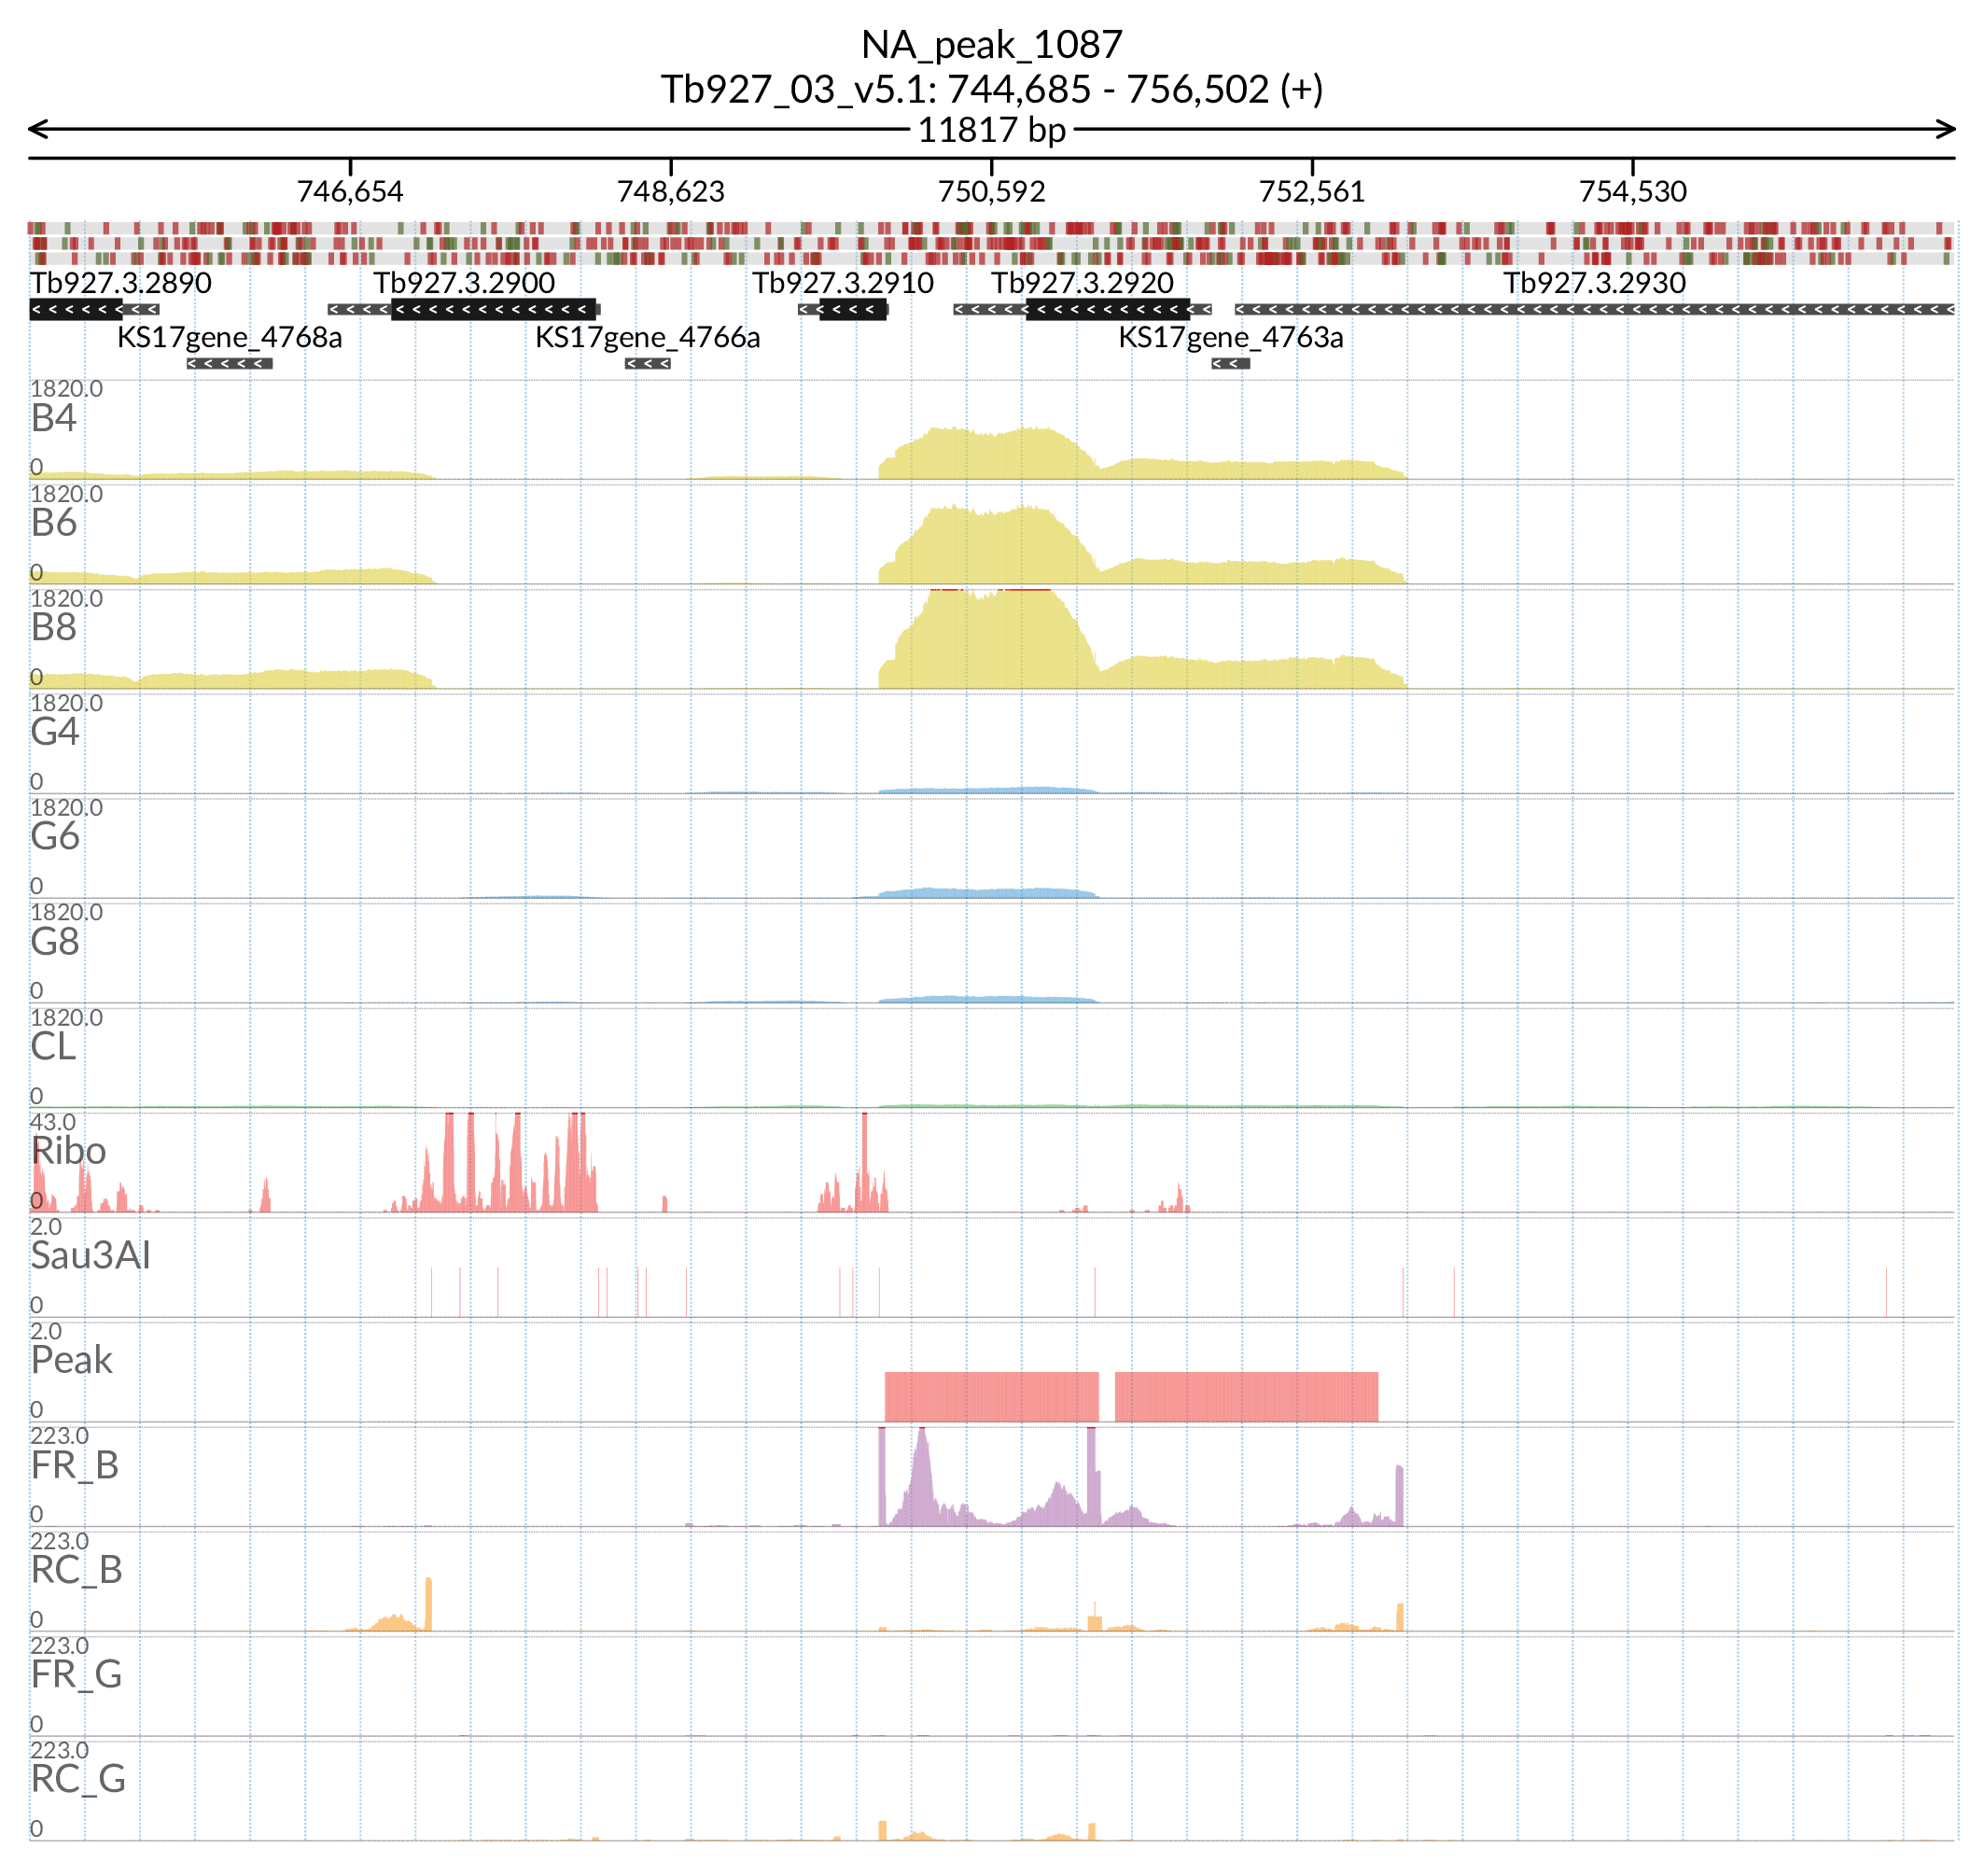 NA_peak_1087
Tb927_03_v5.1: 744,685 - 756,502 (+)
11817 bp
746,654 748,623 750,592 752,561 754,530
Tb927.3.2890 Tb927.3.2900 Tb927.3.2910 Tb927.3.2920 Tb927.3.2930
KS17gene_4768a KS17gene_4766a KS17gene_4763a
1820.0
B4
0
1820.0
B6
0
1820.0
B8
0
1820.0
G4
0
1820.0
G6
0
1820.0
G8
0
1820.0
CL
0
43.0
Ribo
0
2.0
Sau3AI
0
2.0
Peak
0
223.0
FR_B
0
223.0
RC_B
0
223.0
FR_G
0
223.0
RC_G
0